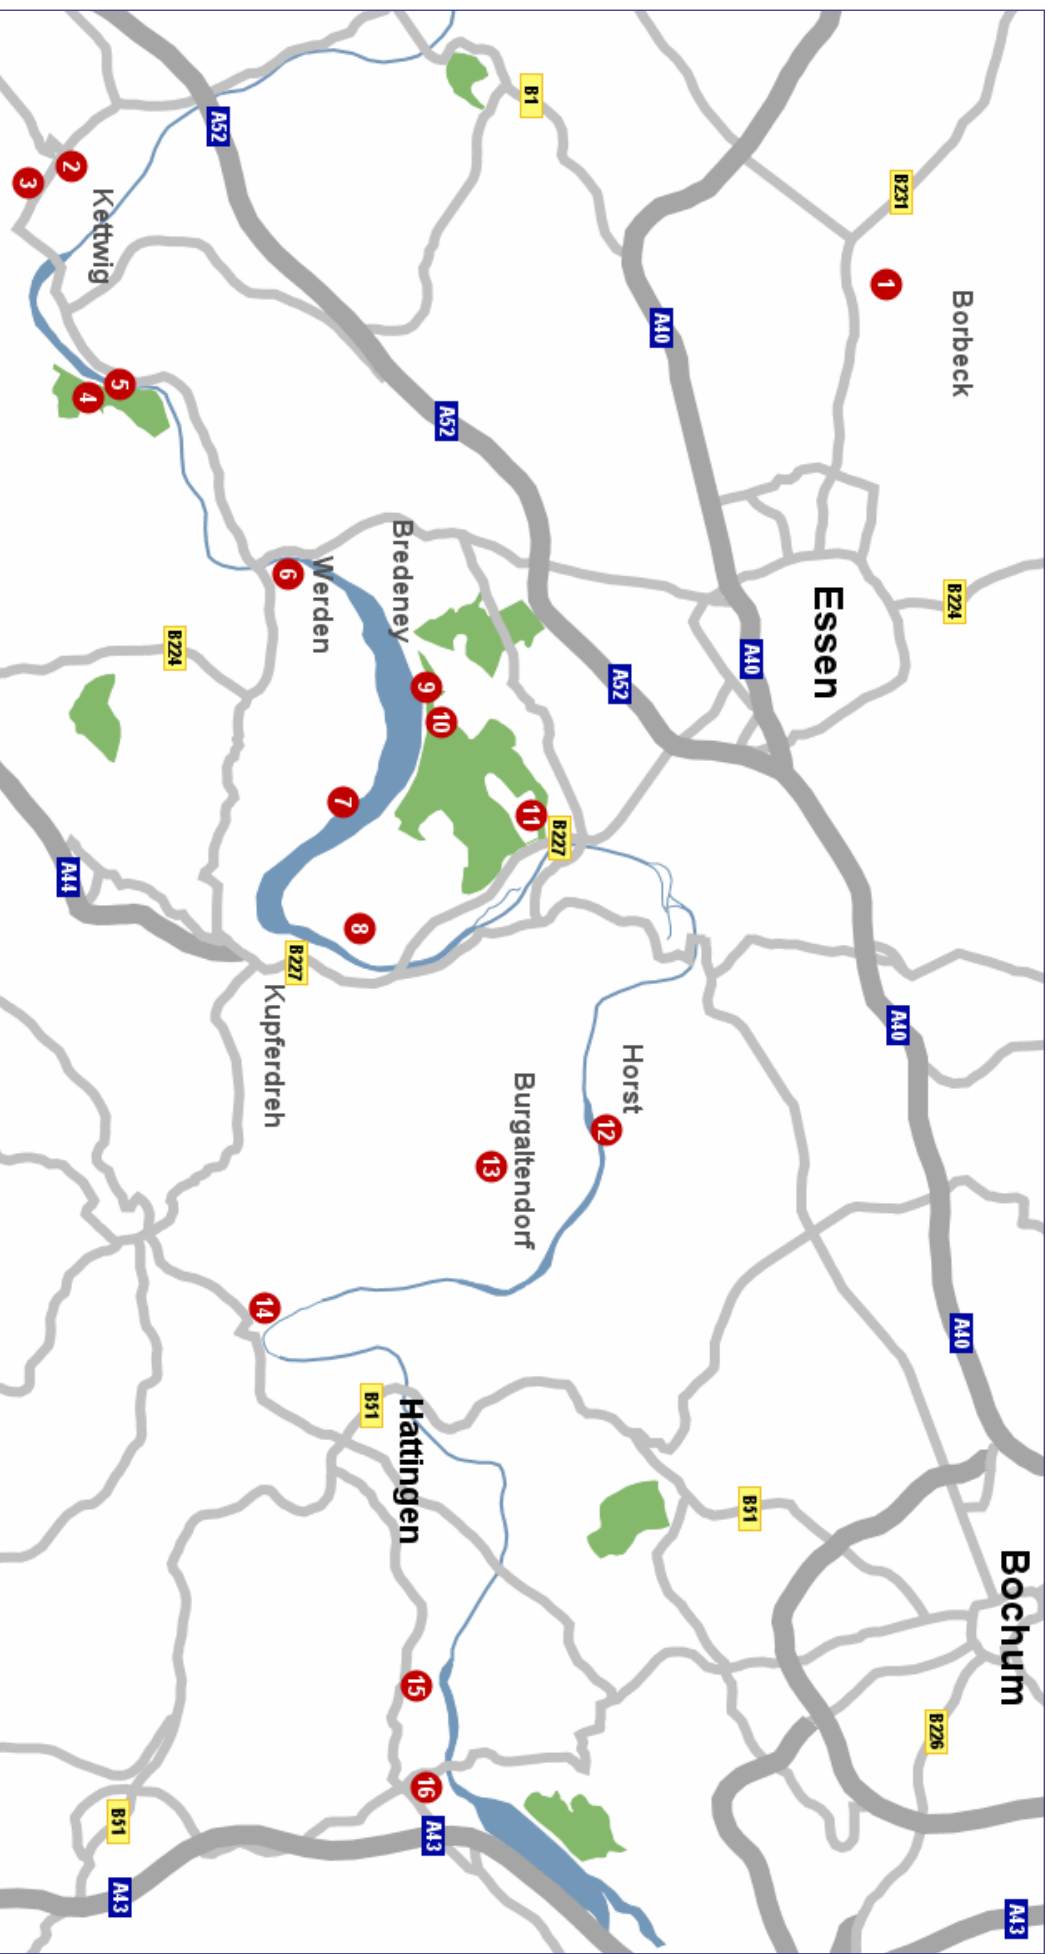 Bochum
A43
Borbeck
B224
A40
B226
B231
A40
1
Essen
A40
B51
A40
Horst
A52
12
B227
B1
11
Burgaltendorf
13
A52
10
A43
9
16
15
Hattingen
Bredeney
B51
8
7
Werden
B227
6
Kupferdreh
14
A52
B224
5
A43
B51
Kettwig
4
2
A44
3